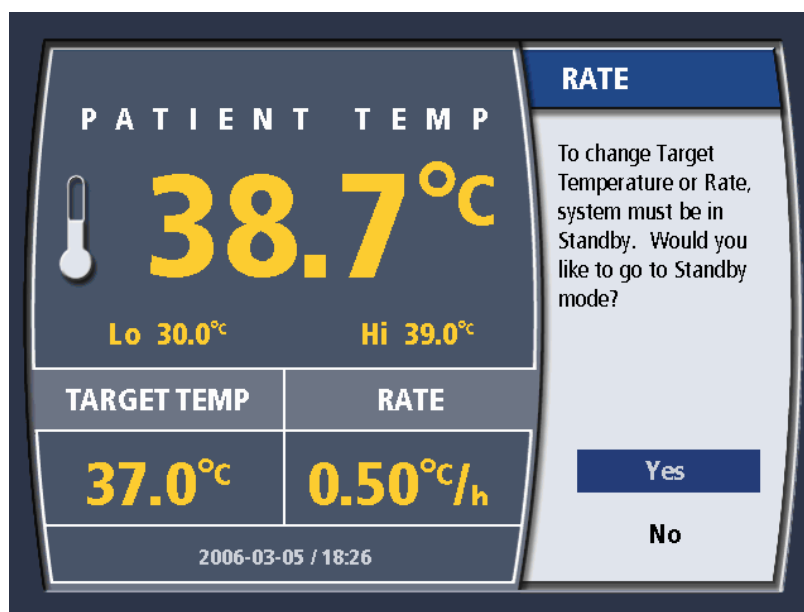 PATIENT TEMP
38.7°C
Lo 30.0°C Hi 39.0°C
TARGET TEMP
RATE
37.0°C
0.50°C/h
2006-03-05 / 18:26
RATE
To change Target
Temperature or Rate,
system must be in
Standby. Would you
like to go to Standby
mode?
Yes
No